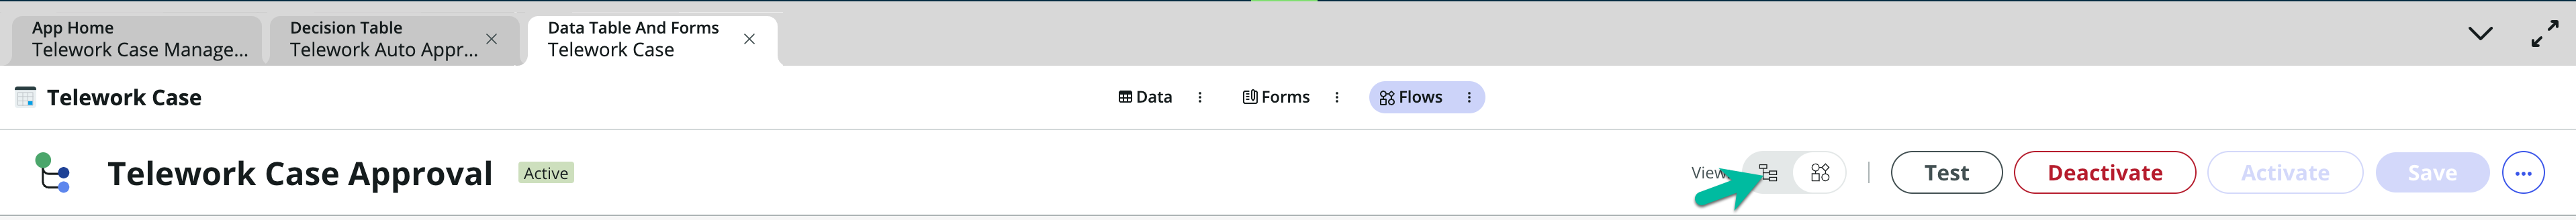 App Home
Telework Case Manage...
Decision Table
Telework Auto Appr...
Data Table And Forms
Telework Case
Telework Case
Data
Forms
Flows
Telework Case Approval
Active
View
Test
Deactivate
Activate
Save